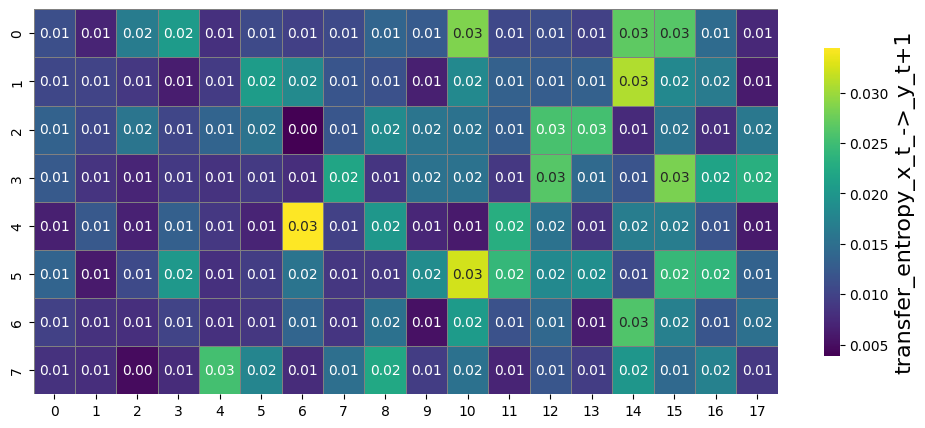 0 0.01 0.01 0.02 0.02 0.01 0.01 0.01 0.01 0.01 0.01 0.03 0.01 0.01 0.01 0.03 0.03 0.01 0.01
1 0.01 0.01 0.01 0.01 0.01 0.02 0.02 0.01 0.01 0.01 0.02 0.01 0.01 0.01 0.03 0.02 0.02 0.01
2 0.01 0.01 0.02 0.01 0.01 0.02 0.00 0.01 0.02 0.02 0.02 0.01 0.03 0.03 0.01 0.02 0.01 0.02
3 0.01 0.01 0.01 0.01 0.01 0.01 0.01 0.02 0.01 0.02 0.02 0.01 0.03 0.01 0.01 0.03 0.02 0.02
4 0.01 0.01 0.01 0.01 0.01 0.01 0.03 0.01 0.02 0.01 0.01 0.02 0.02 0.01 0.02 0.02 0.01 0.01
5 0.01 0.01 0.01 0.02 0.01 0.01 0.02 0.01 0.01 0.02 0.03 0.02 0.02 0.02 0.01 0.02 0.02 0.01
6 0.01 0.01 0.01 0.01 0.01 0.01 0.01 0.01 0.02 0.01 0.02 0.01 0.01 0.01 0.03 0.02 0.01 0.02
7 0.01 0.01 0.00 0.01 0.03 0.02 0.01 0.01 0.02 0.01 0.01 0.01 0.01 0.01 0.02 0.01 0.02 0.01
0 1 2 3 4 5 6 7 8 9 10 11 12 13 14 15 16 17
0.030
0.025
0.020
0.015
0.010
0.005
transfer_entropy_x_t_->_y_t+1